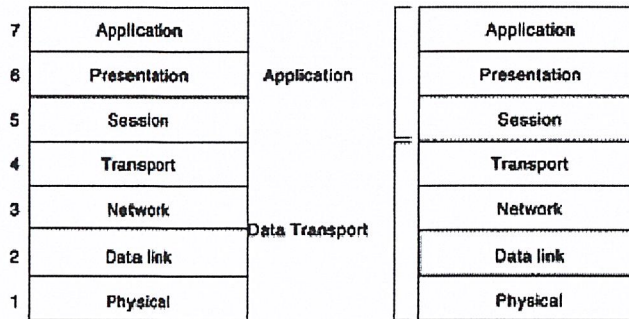 7 Application Application
6 Presentation Application Presentation
5 Session Session
4 Transport Transport
3 Network Network
Data Transport
2 Data link Data link
1 Physical Physical